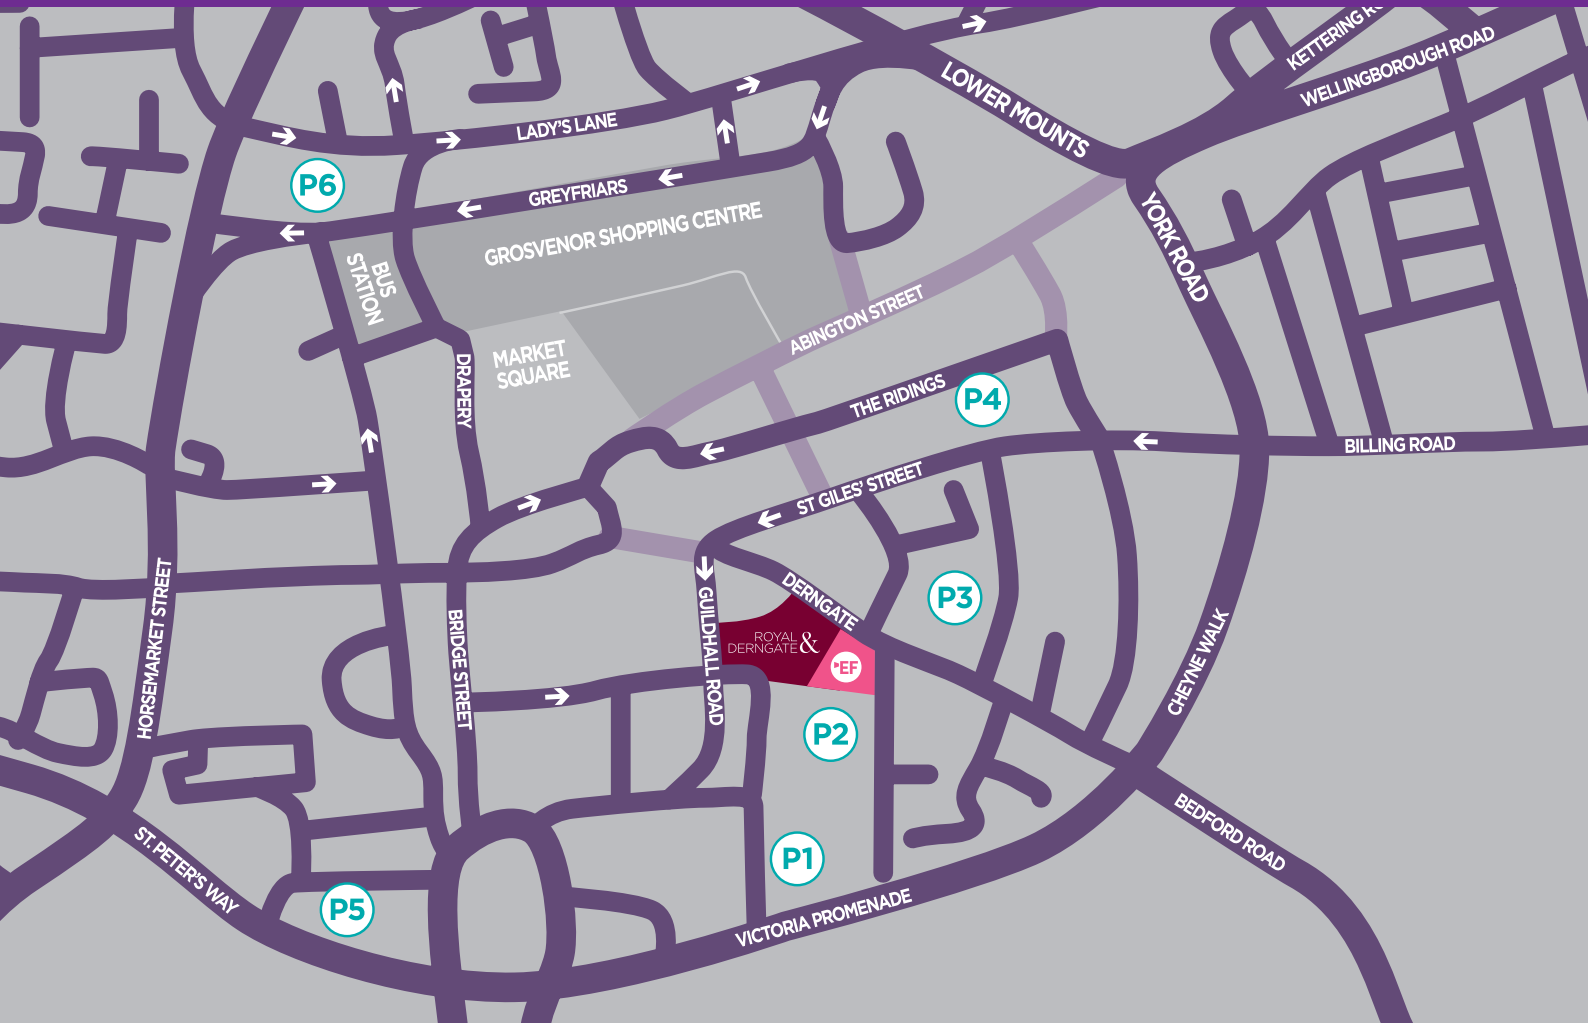 KETTERING RO
WELLINGBOROUGH ROAD
LOWER MOUNTS
LADY'S LANE
P6
GREYFRIARS
GROSVENOR SHOPPING CENTRE
YORK ROAD
BUS
STATION
ABINGTON STREET
MARKET
SQUARE
DRAPERY
THE RIDINGS
P4
BILLING ROAD
ST GILES' STREET
HORSEMARKET STREET
DERNGATE
P3
GUILDHALL ROAD
BRIDGE STREET
ROYAL
DERNGATE &
EF
CHEYNE WALK
P2
BEDFORD ROAD
ST. PETER'S WAY
P1
P5
VICTORIA PROMENADE